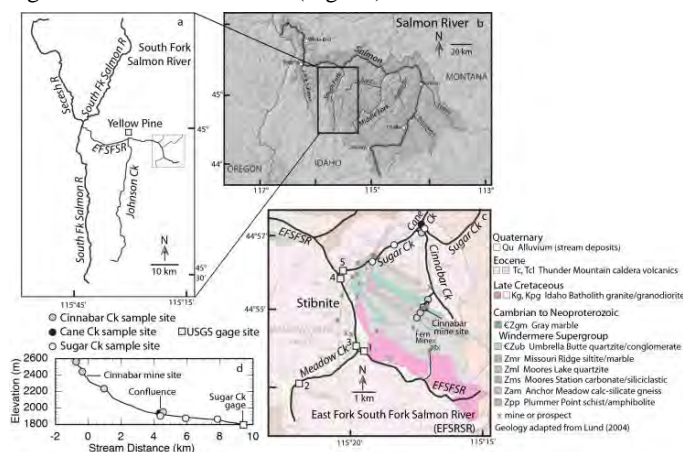 a
South Fork
Salmon River
Secesh R
South Fk Salmon R
Yellow Pine
EFSFSR
South Fk Salmon R
Johnson Ck
N
10 km
45°
45°
30'
115°45'
115°15'
Salmon River
b
N
20 km
Salmon
MONTANA
Middle Fork
OREGON
IDAHO
45°
44°
117°
115°
113°
c
EFSFSR
Cane
Ck
44°57'
Sugar Ck
Sugar Ck
Cinnabar Ck
5
4
Stibnite
44°55'
Cinnabar
mine site
Fern
Mines
3
1
Meadow Ck
2
N
1 km
EFSFSR
East Fork South Fork Salmon River
(EFSRSR)
115°20'
115°15'
Quaternary
Qu Alluvium (stream deposits)
Eocene
Tc, Tcl Thunder Mountain caldera volcanics
Late Cretaceous
Kg, Kpg Idaho Batholith granite/granodiorite
Cambrian to Neoproterozoic
€Zgm Gray marble
Windermere Supergroup
€Zub Umbrella Butte quartzite/conglomerate
Zmr Missouri Ridge siltite/marble
Zml Moores Lake quartzite
Zms Moores Station carbonate/siliciclastic
Zam Anchor Meadow calc-silicate gneiss
Zpp Plummer Point schist/amphibolite
x mine or prospect
Geology adapted from Lund (2004)
Cinnabar Ck sample site
Cane Ck sample site
USGS gage site
Sugar Ck sample site
d
Elevation (m)
2600
2400
2200
2000
1800
Cinnabar mine site
Confluence
Sugar Ck
gage
0 2 4 6 8 10
Stream Distance (km)